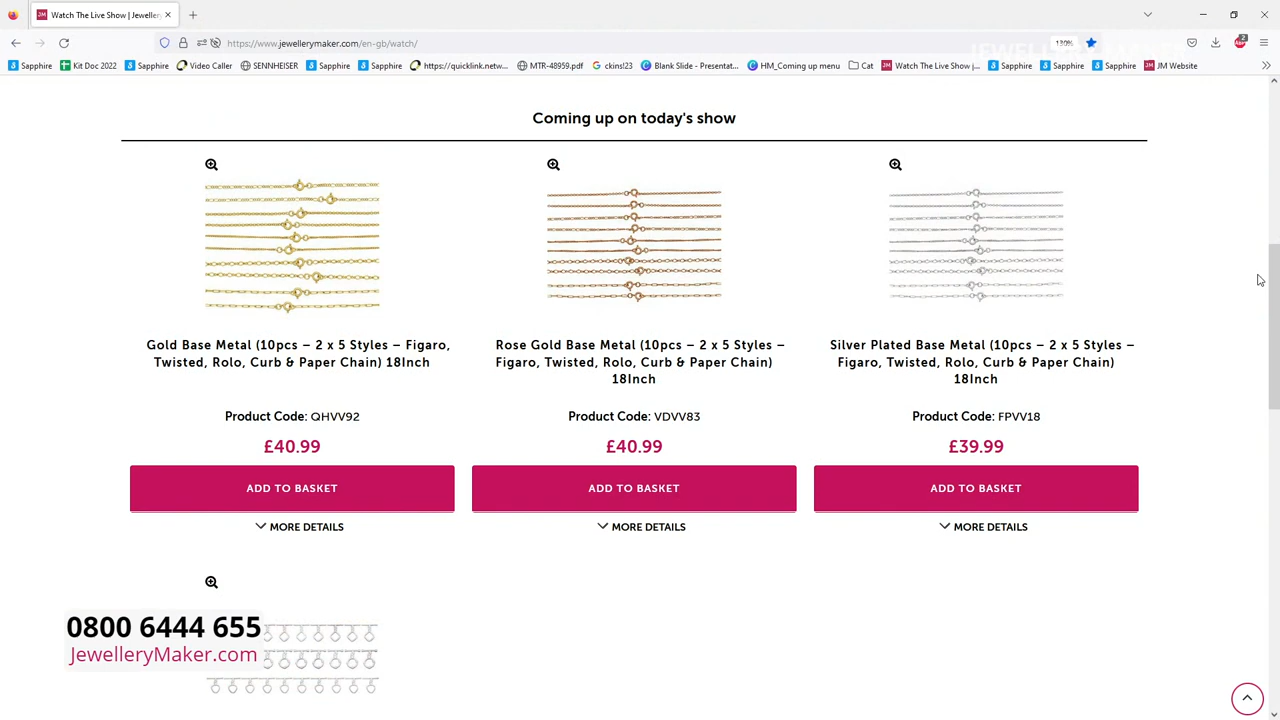 Watch The Live Show | Jeweller
https://www.jewellerymaker.com/en-gb/watch/
130%
2
Sapphire
Kit Doc 2022
Sapphire
Video Caller
SENNHEISER
Sapphire
Sapphire
https://quicklink.netw...
MTR-48959.pdf
ckins!23
Blank Slide - Presentat...
HM_Coming up menu
Cat
Watch The Live Show |...
Sapphire
Sapphire
Sapphire
JM Website
Coming up on today's show
Gold Base Metal (10pcs – 2 x 5 Styles – Figaro,
Twisted, Rolo, Curb & Paper Chain) 18Inch
Product Code: QHVV92
£40.99
ADD TO BASKET
MORE DETAILS
Rose Gold Base Metal (10pcs – 2 x 5 Styles –
Figaro, Twisted, Rolo, Curb & Paper Chain)
18Inch
Product Code: VDVV83
£40.99
ADD TO BASKET
MORE DETAILS
Silver Plated Base Metal (10pcs – 2 x 5 Styles –
Figaro, Twisted, Rolo, Curb & Paper Chain)
18Inch
Product Code: FPVV18
£39.99
ADD TO BASKET
MORE DETAILS
0800 6444 655
JewelleryMaker.com